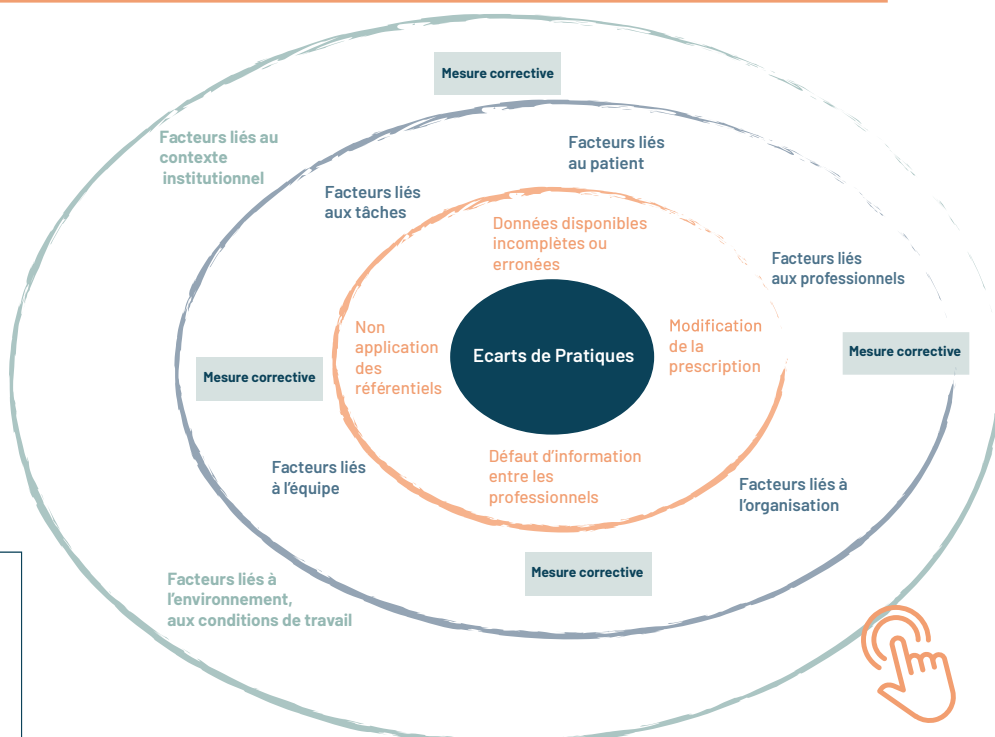 Mesure corrective
Facteurs liés au
contexte
institutionnel
Facteurs liés
au patient
Facteurs liés
aux tâches
Données disponibles
incomplètes ou
erronées
Facteurs liés
aux professionnels
Non
application
des
référentiels
Ecarts de Pratiques
Modification
de la
prescription
Mesure corrective
Mesure corrective
Défaut d’information
entre les
professionnels
Facteurs liés
à l’équipe
Facteurs liés à
l’organisation
Mesure corrective
Facteurs liés à
l’environnement,
aux conditions de travail